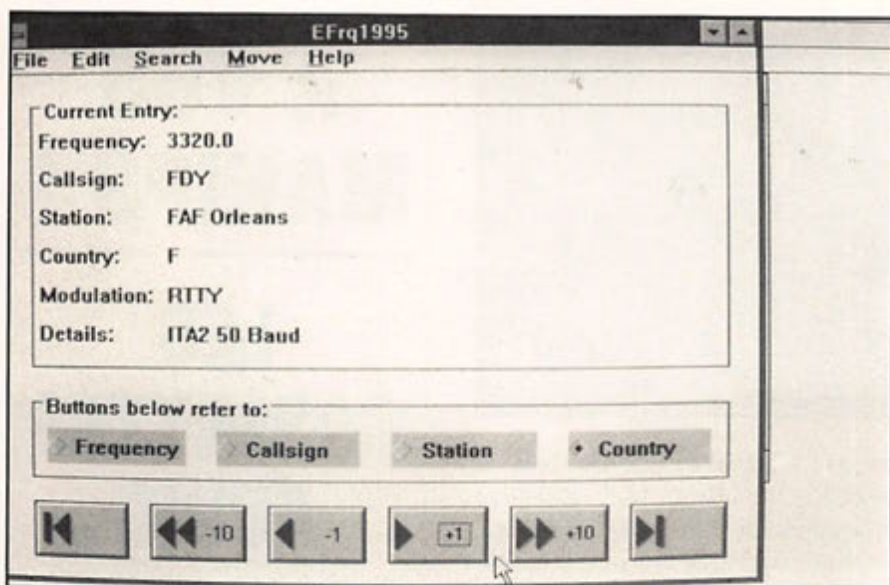 EFrq1995
File Edit Search Move Help
Current Entry:
Frequency: 3320.0
Callsign: FDY
Station: FAF Orleans
Country: F
Modulation: RTTY
Details: ITA2 50 Baud
Buttons below refer to:
Frequency Callsign Station Country
-10 -1 +1 +10